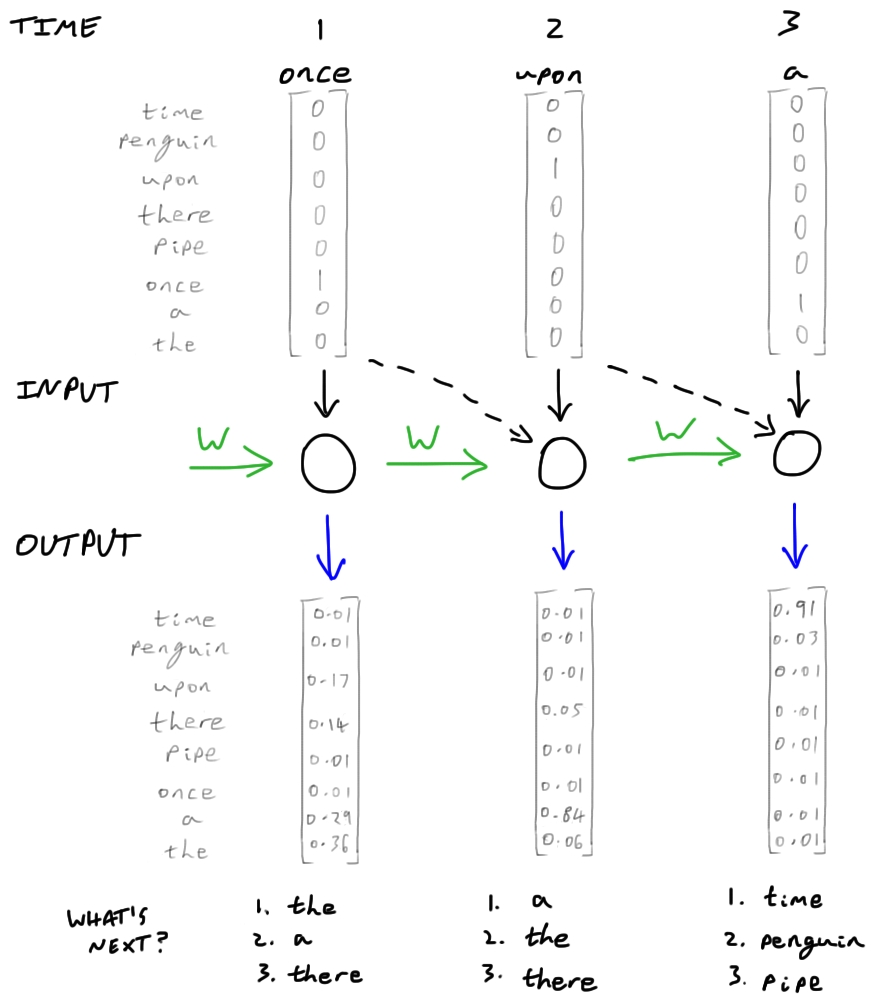 TIME 1 2 3
once upon a
time 0 0 0
penguin 0 0 0
upon 0 1 0
there 0 0 0
pipe 0 0 0
once 1 0 0
a 0 0 1
the 0 0 0
INPUT
W W W
OUTPUT
time 0.01 0.01 0.91
penguin 0.01 0.01 0.03
upon 0.17 0.01 0.01
there 0.14 0.05 0.01
pipe 0.01 0.01 0.01
once 0.01 0.01 0.01
a 0.29 0.84 0.01
the 0.36 0.06 0.01
WHAT'S NEXT?
1. the 1. a 1. time
2. a 2. the 2. penguin
3. there 3. there 3. pipe